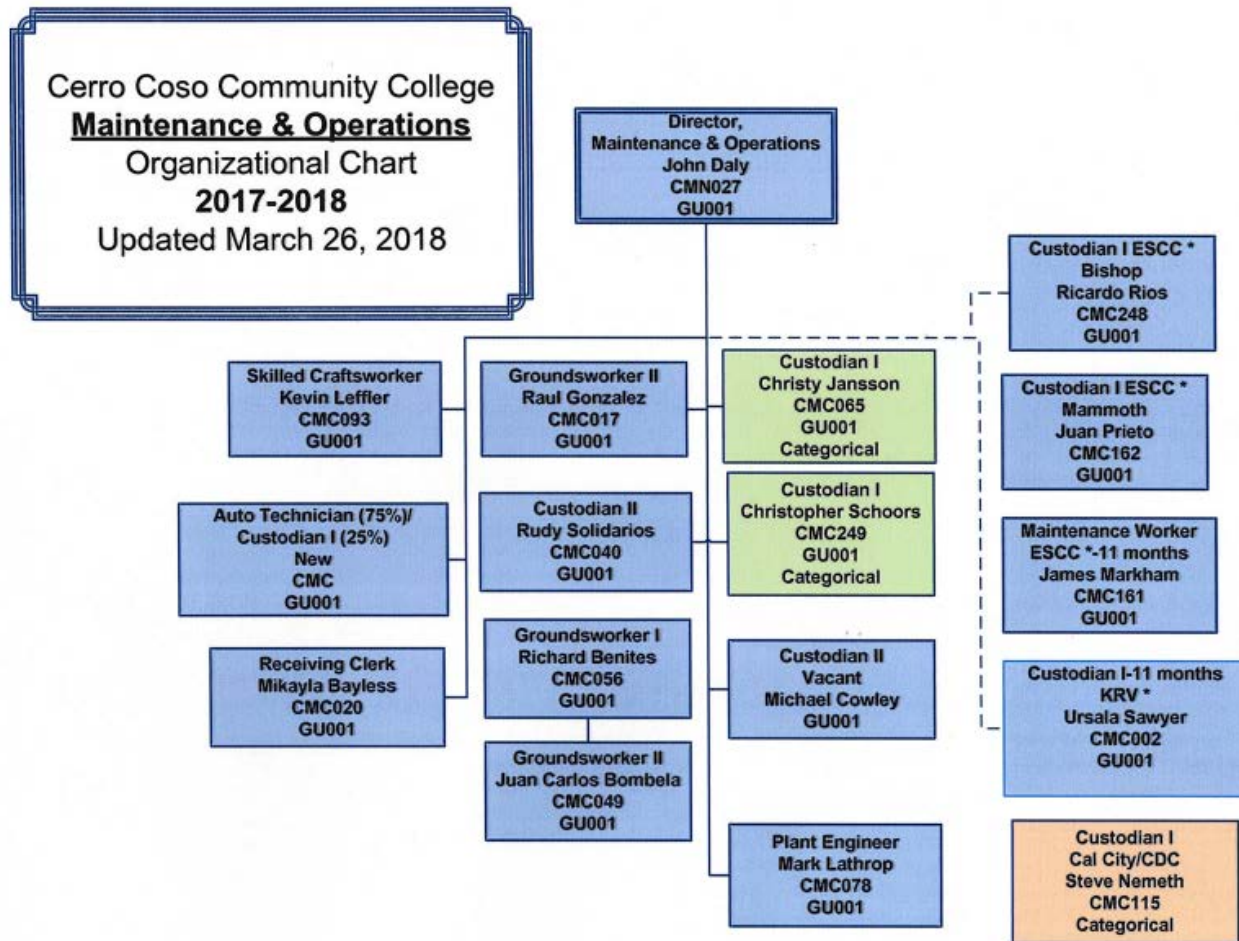 Cerro Coso Community College
Maintenance & Operations
Organizational Chart
2017-2018
Updated March 26, 2018
Director,
Maintenance & Operations
John Daly
CMN027
GU001
Skilled Craftsworker
Kevin Leffler
CMC093
GU001
Auto Technician (75%)/
Custodian I (25%)
New
CMC
GU001
Receiving Clerk
Mikayla Bayless
CMC020
GU001
Groundsworker II
Raul Gonzalez
CMC017
GU001
Custodian II
Rudy Solidarios
CMC040
GU001
Groundsworker I
Richard Benites
CMC056
GU001
Groundsworker II
Juan Carlos Bombela
CMC049
GU001
Custodian I
Christy Jansson
CMC065
GU001
Categorical
Custodian I
Christopher Schoors
CMC249
GU001
Categorical
Custodian II
Vacant
Michael Cowley
GU001
Plant Engineer
Mark Lathrop
CMC078
GU001
Custodian I ESCC *
Bishop
Ricardo Rios
CMC248
GU001
Custodian I ESCC *
Mammoth
Juan Prieto
CMC162
GU001
Maintenance Worker
ESCC *-11 months
James Markham
CMC161
GU001
Custodian I-11 months
KRV *
Ursala Sawyer
CMC002
GU001
Custodian I
Cal City/CDC
Steve Nemeth
CMC115
Categorical